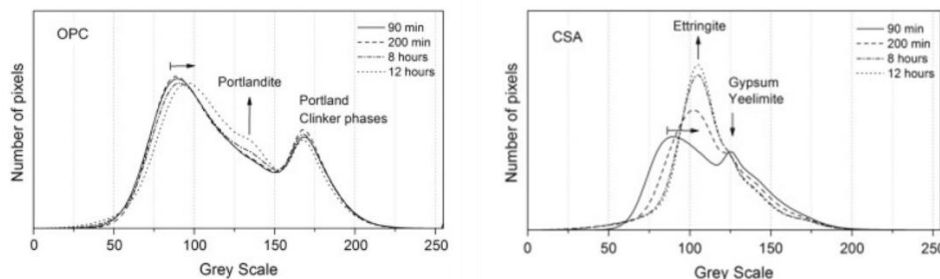 OPC
90 min
200 min
8 hours
12 hours
Portlandite
Portland
Clinker phases
Number of pixels
0 50 100 150 200 250
Grey Scale
CSA
Ettringite
90 min
200 min
8 hours
12 hours
Gypsum
Yeelimite
Number of pixels
0 50 100 150 200 250
Grey Scale